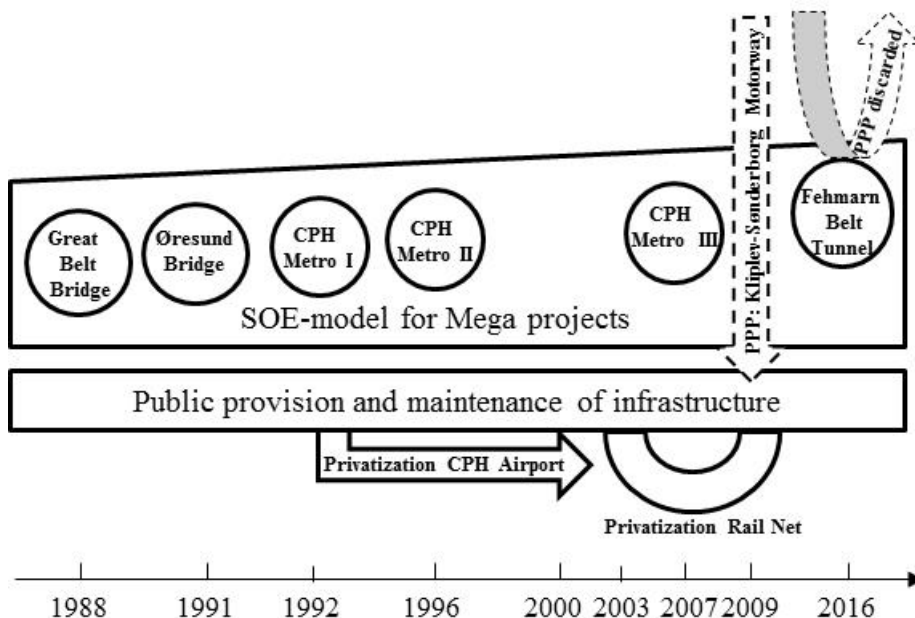 PPP: Kliplev-Sønderborg Motorway
PPP discarded
Great
Belt
Bridge
Øresund
Bridge
CPH
Metro I
CPH
Metro II
CPH
Metro III
Fehmarn
Belt
Tunnel
SOE-model for Mega projects
Public provision and maintenance of infrastructure
Privatization CPH Airport
Privatization Rail Net
1988 1991 1992 1996 2000 2003 2007 2009 2016